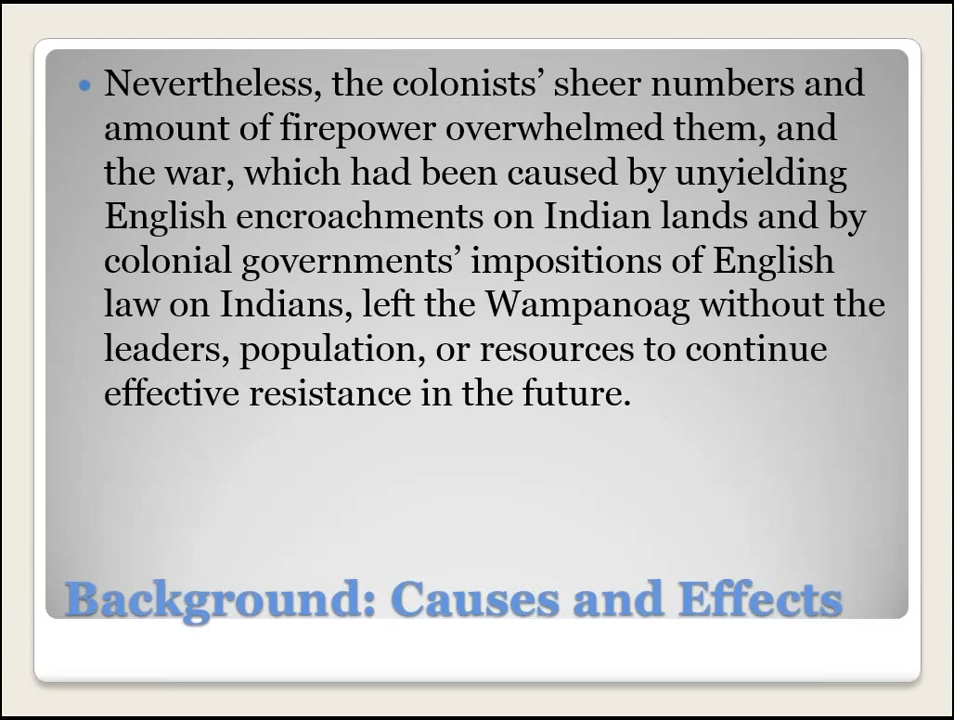 Nevertheless, the colonists’ sheer numbers and
amount of firepower overwhelmed them, and
the war, which had been caused by unyielding
English encroachments on Indian lands and by
colonial governments’ impositions of English
law on Indians, left the Wampanoag without the
leaders, population, or resources to continue
effective resistance in the future.
Background: Causes and Effects